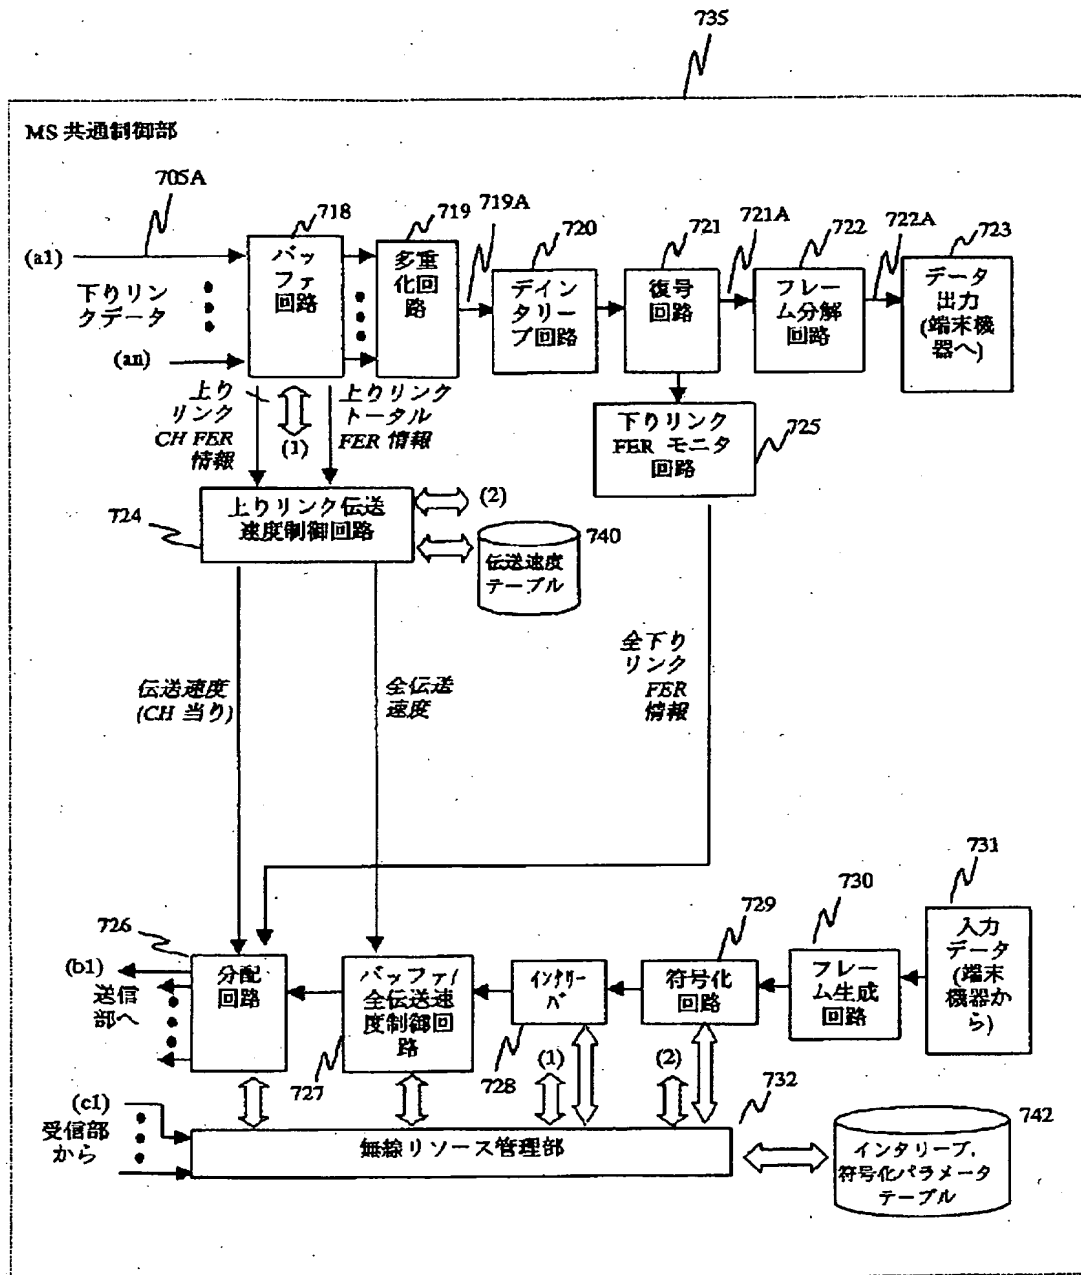 735
MS 共通制御部
705A
718
719
719A
720
721
721A
722
722A
723
(a1)
下りリン
クデータ
(an)
バッ
ファ
回路
多重
化回
路
デイン
タリー
ブ回路
復号
回路
フレー
ム分解
回路
データ
出力
(端末機
器へ)
上り
リンク
CH FER
情報
(1)
上りリンク
トータル
FER 情報
下りリンク
FER モニタ
回路
725
724
上りリンク伝送
速度制御回路
(2)
740
伝送速度
テーブル
伝送速度
(CH 当り)
全伝送
速度
全下り
リンク
FER
情報
726
(b1)
送信
部へ
分配
回路
バッファ/
全伝送速
度制御回
路
727
インタリー
バ
728
729
符号化
回路
730
フレー
ム生成
回路
731
入力
データ
(端末
機器か
ら)
(1)
(2)
732
(c1)
受信部
から
無線リソース管理部
742
インタリーブ,
符号化パラメータ
テーブル